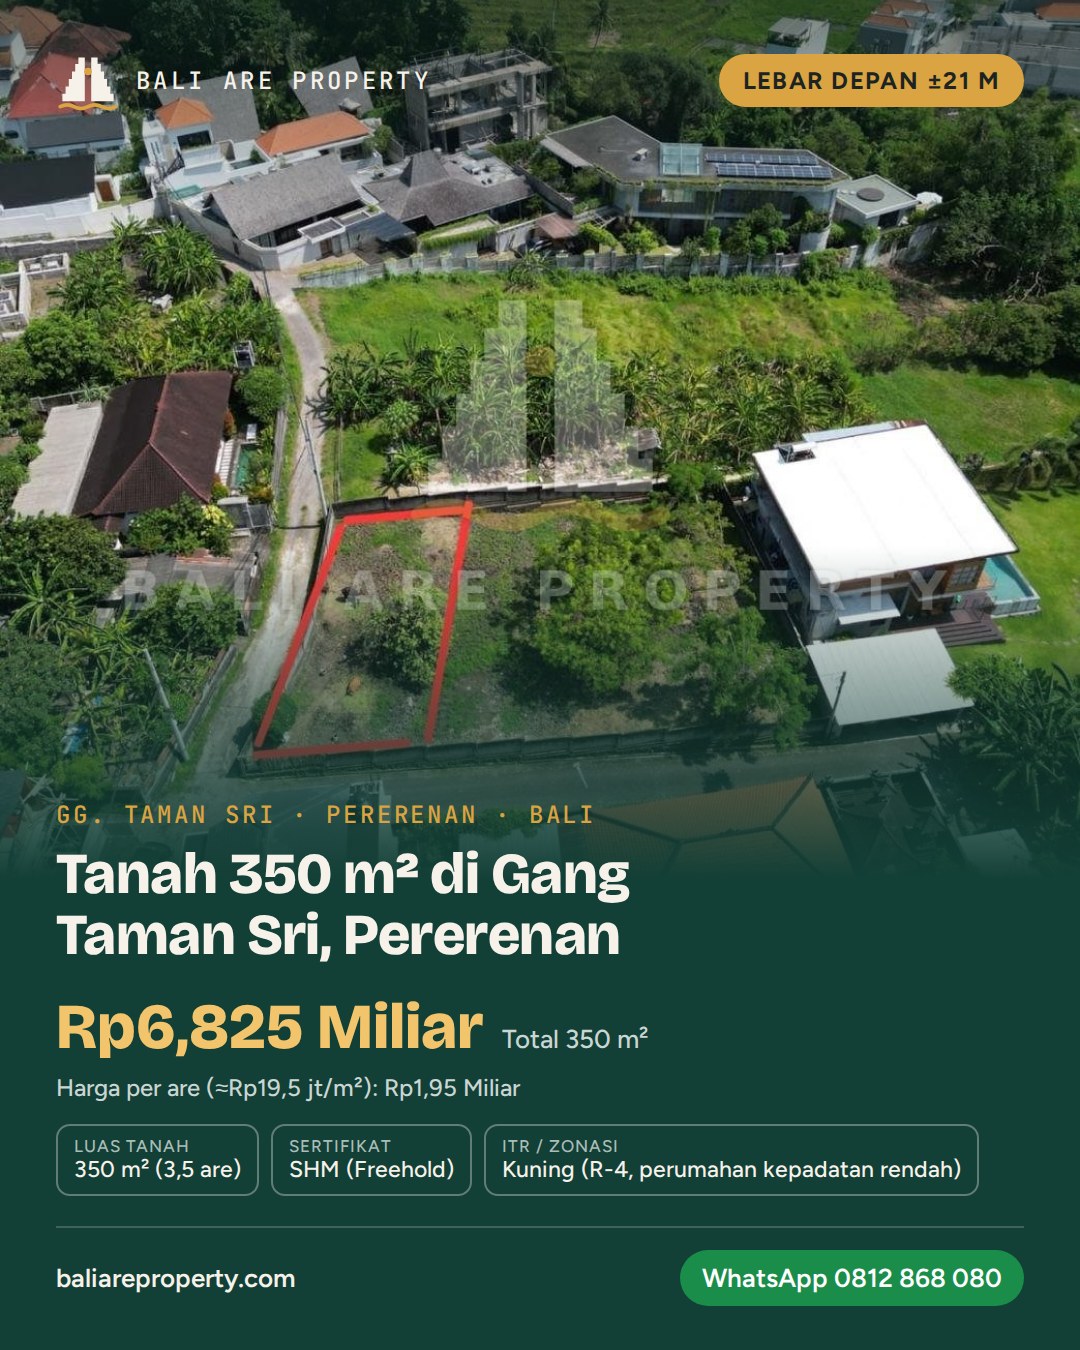 BALI ARE PROPERTY
LEBAR DEPAN ±21 M
BALI ARE PROPERTY
GG. TAMAN SRI · PERERENAN · BALI
Tanah 350 m² di Gang
Taman Sri, Pererenan
Rp6,825 Miliar Total 350 m²
Harga per are (≈Rp19,5 jt/m²): Rp1,95 Miliar
LUAS TANAH
350 m² (3,5 are)
SERTIFIKAT
SHM (Freehold)
ITR / ZONASI
Kuning (R-4, perumahan kepadatan rendah)
baliareproperty.com
WhatsApp 0812 868 080